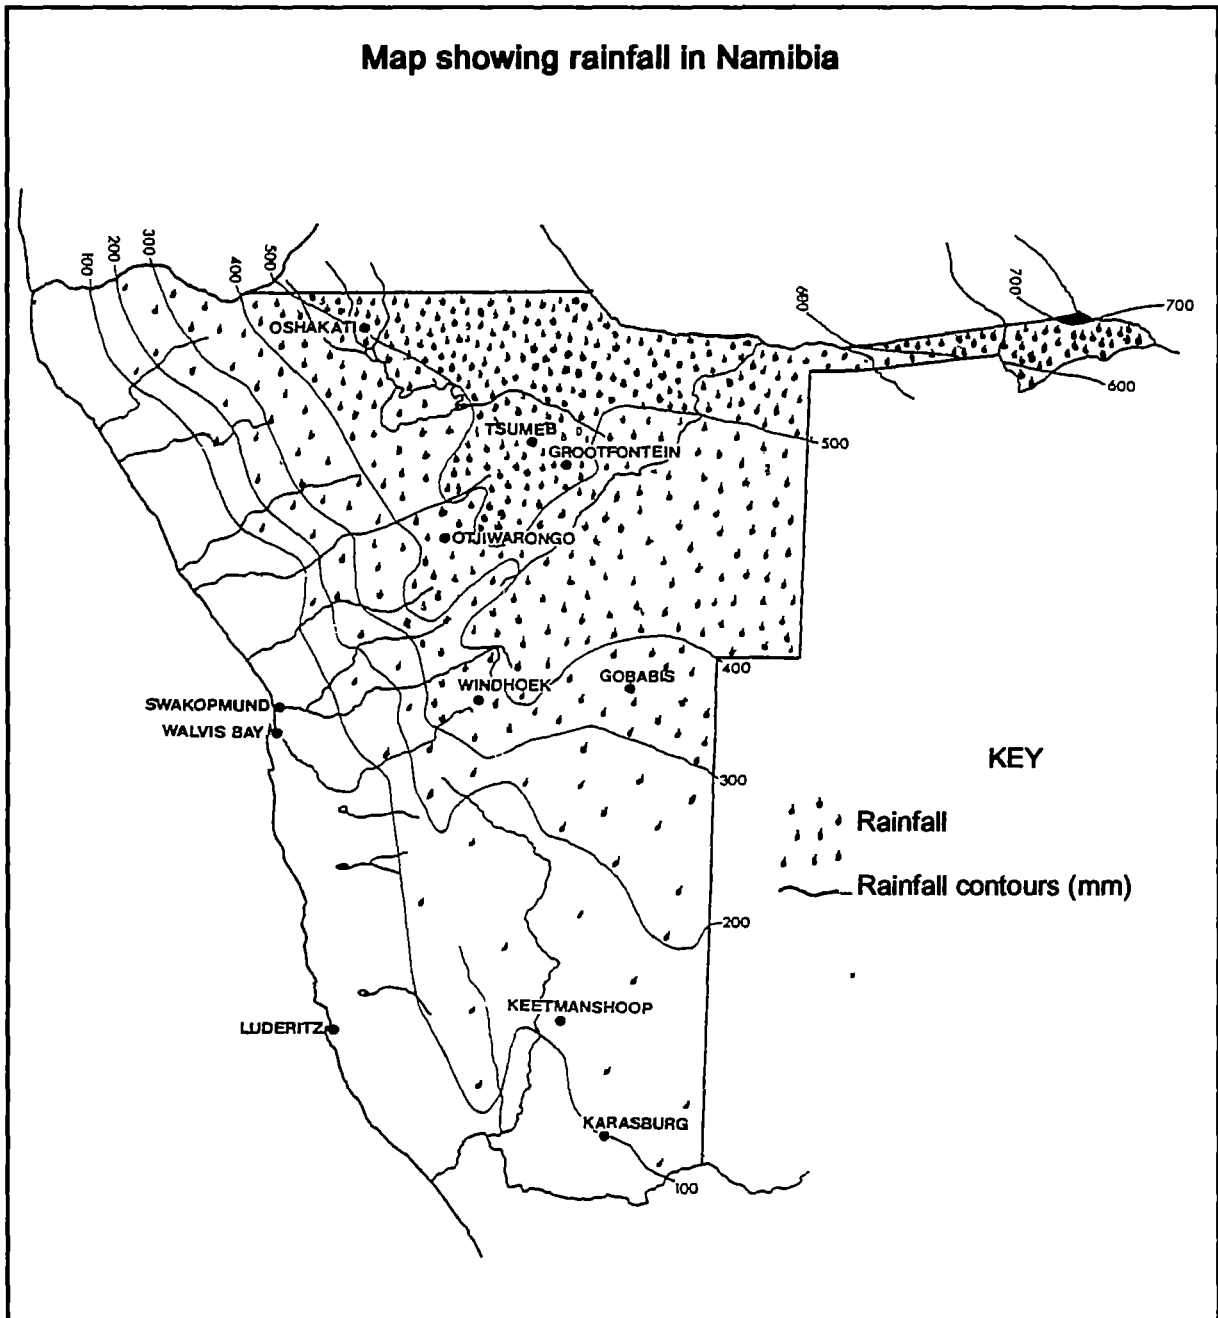 Map showing rainfall in Namibia
100
200
300
400
500
600
700
700
600
OSHAKATI
TSUMEB
GROOTFONTEIN
500
OTJIWARONGO
400
WINDHOEK
GOBABIS
SWAKOPMUND
WALVIS BAY
300
KEY
Rainfall
Rainfall contours (mm)
200
KEETMANSHOOP
LUDERITZ
KARASBURG
100